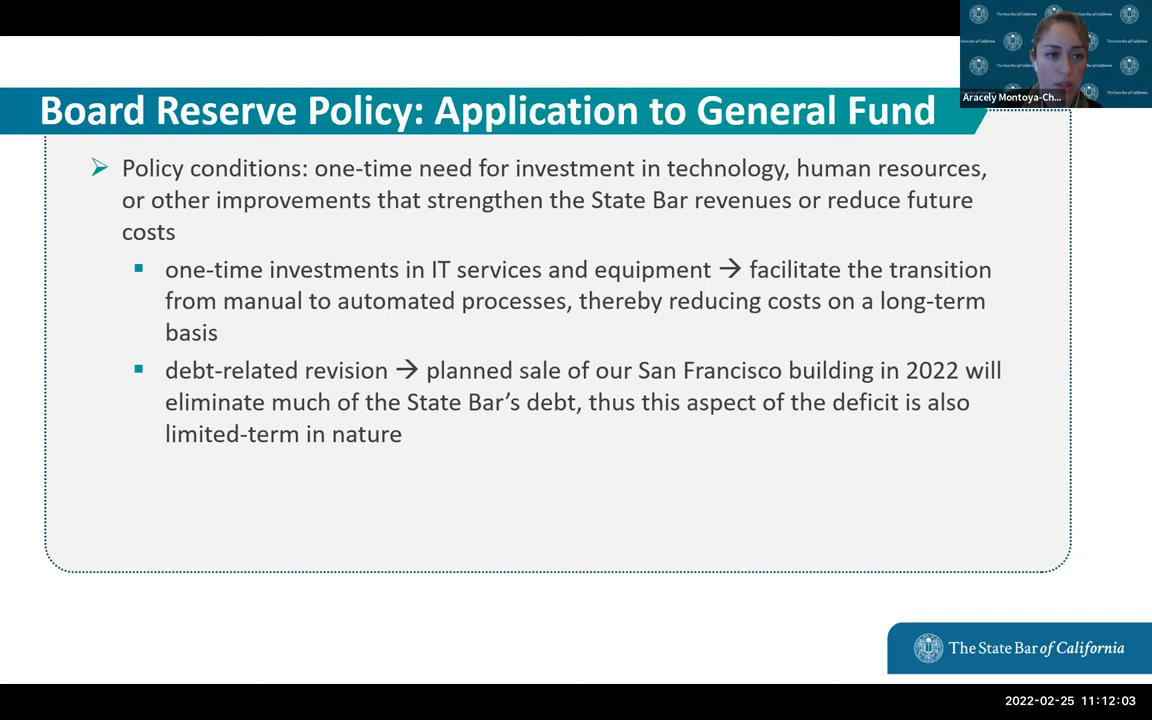 The State Bar of California
Aracely Montoya-Ch...
Board Reserve Policy: Application to General Fund
Policy conditions: one-time need for investment in technology, human resources,
or other improvements that strengthen the State Bar revenues or reduce future
costs
one-time investments in IT services and equipment → facilitate the transition
from manual to automated processes, thereby reducing costs on a long-term
basis
debt-related revision → planned sale of our San Francisco building in 2022 will
eliminate much of the State Bar’s debt, thus this aspect of the deficit is also
limited-term in nature
The State Bar of California
2022-02-25 11:12:03